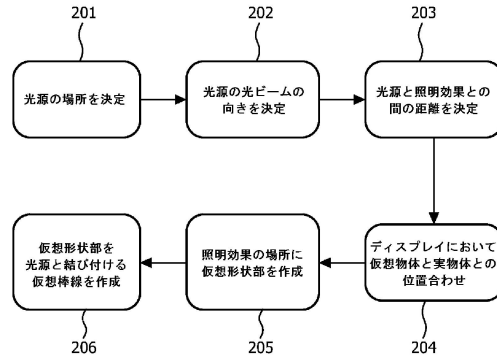 201
202
203
光源の場所を決定
光源の光ビームの
向きを決定
光源と照明効果との
間の距離を決定
仮想形状部を
光源と結び付ける
仮想棒線を作成
照明効果の場所に
仮想形状部を作成
ディスプレイにおいて
仮想物体と実物体との
位置合わせ
206
205
204